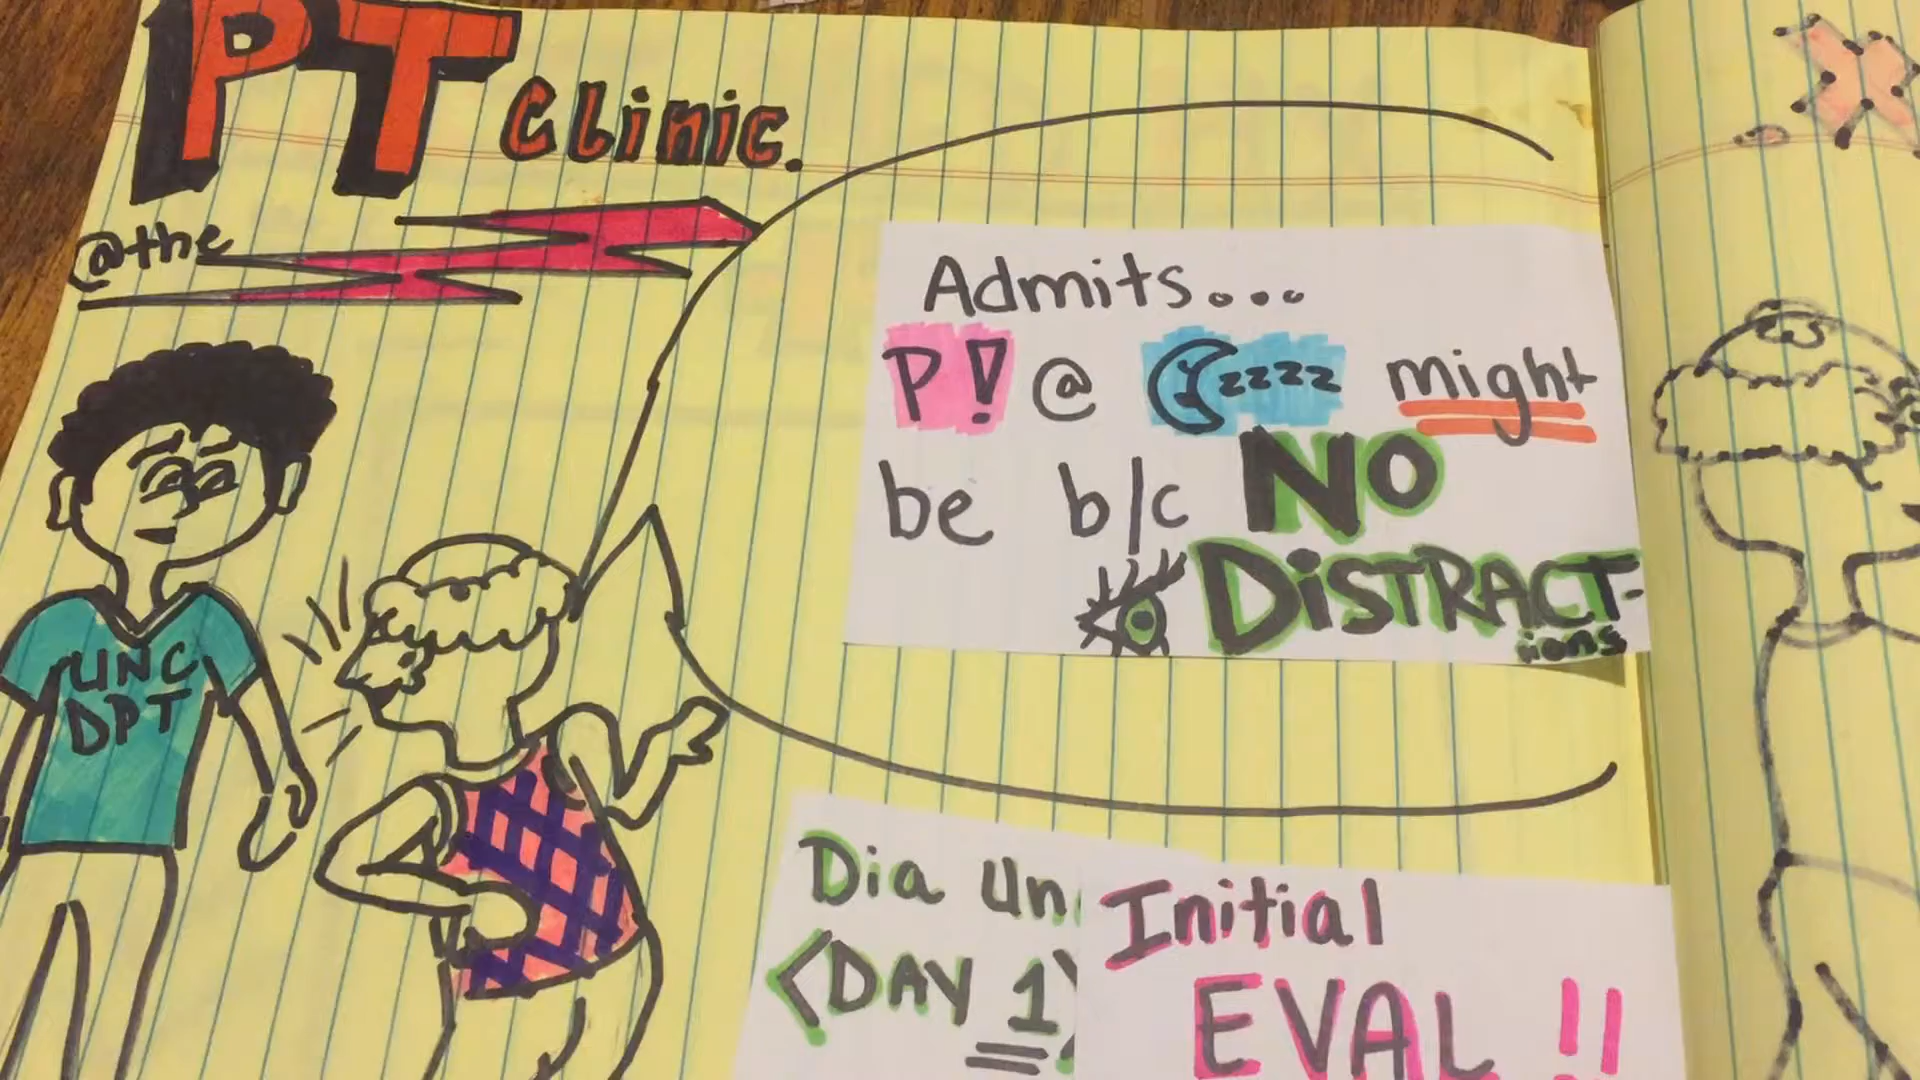 PT Clinic.
@the
UNC
DPT
Admits...
P! @ zzzz might
be b/c NO
DiSTRACT-
ions
Dia Un
(DAY 1)
Initial
EVAL !!